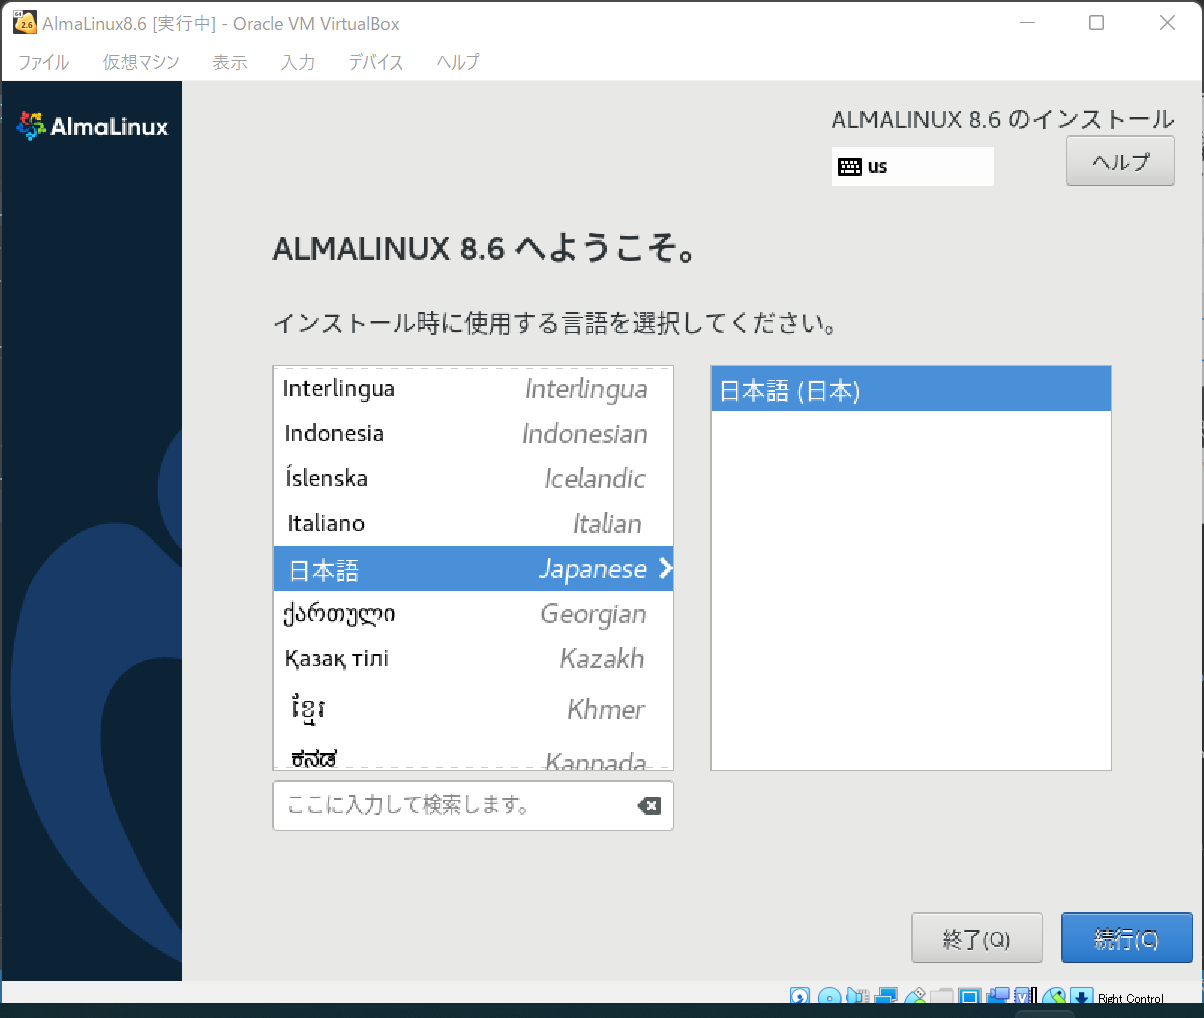 AlmaLinux8.6 [実行中] - Oracle VM VirtualBox
ファイル 仮想マシン 表示 入力 デバイス ヘルプ
AlmaLinux
ALMALINUX 8.6 のインストール
us
ヘルプ
ALMALINUX 8.6 へようこそ。
インストール時に使用する言語を選択してください。
Interlingua Interlingua
Indonesia Indonesian
Íslenska Icelandic
Italiano Italian
日本語 Japanese
ქართული Georgian
Қазақ тілі Kazakh
ខ្មែរ Khmer
ಕನ್ನಡ Kannada
日本語 (日本)
ここに入力して検索します。
終了(Q)
続行(C)
Right Control